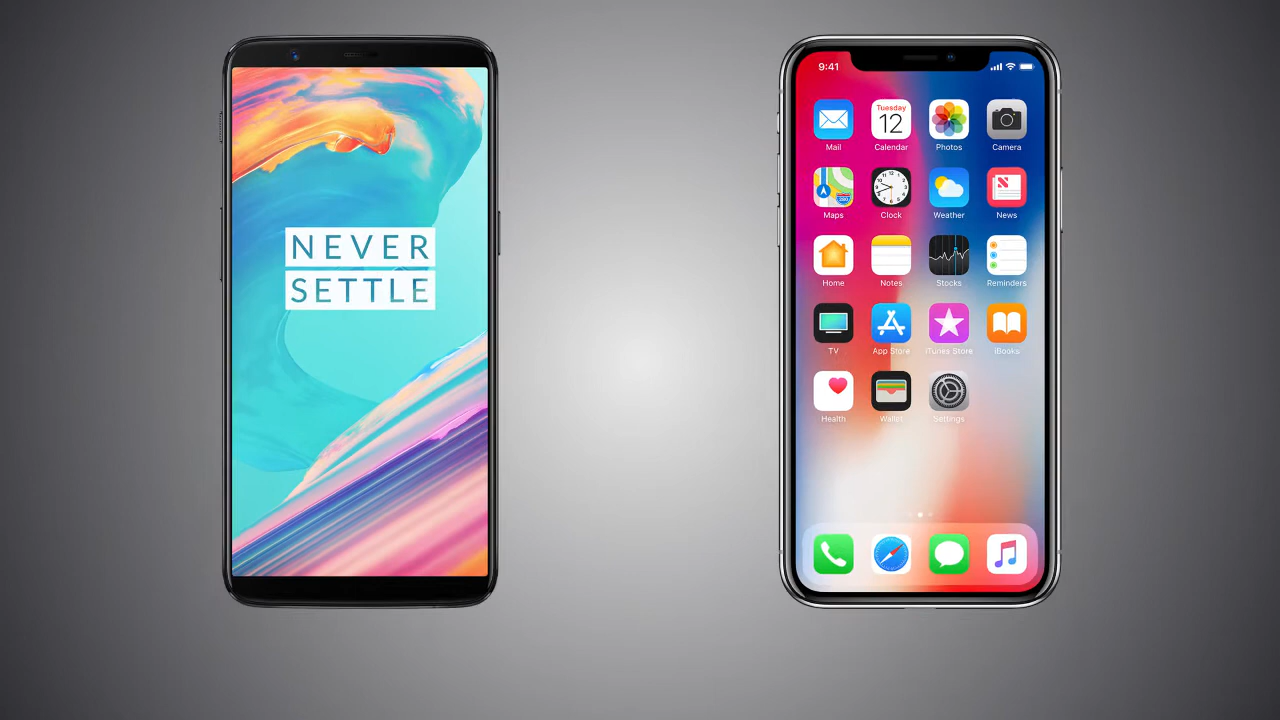 NEVER
SETTLE
9:41
Tuesday
12
Mail Calendar Photos Camera
Maps Clock Weather News
Home Notes Stocks Reminders
TV App Store iTunes Store iBooks
Health Wallet Settings